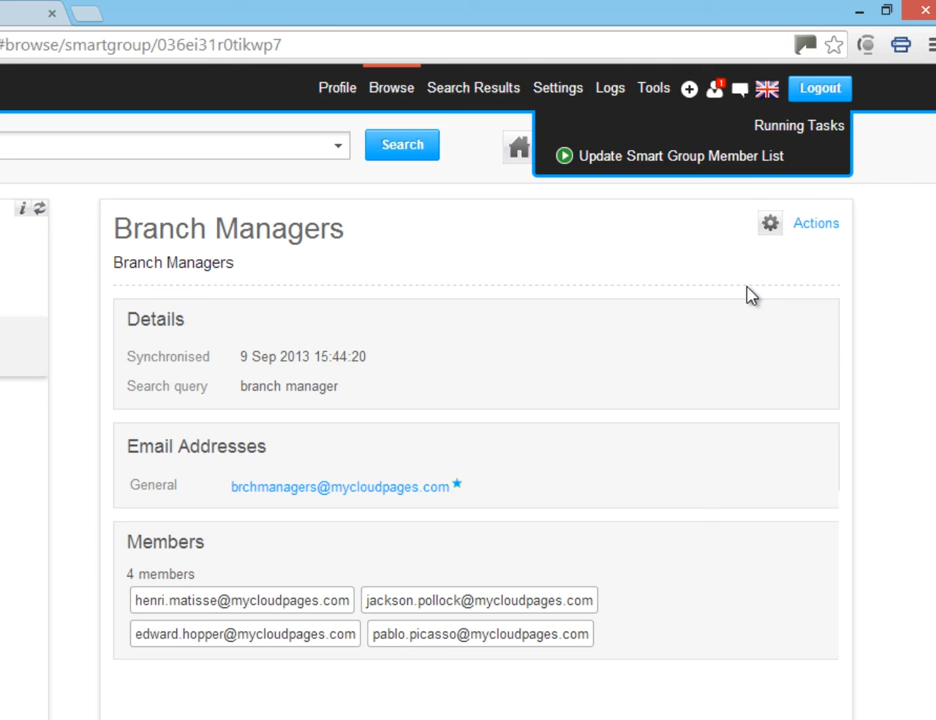 #browse/smartgroup/036ei31r0tikwp7
Profile Browse Search Results Settings Logs Tools 1 Logout
Running Tasks
Search
Update Smart Group Member List
i
Branch Managers
Actions
Branch Managers
Details
Synchronised 9 Sep 2013 15:44:20
Search query branch manager
Email Addresses
General brchmanagers@mycloudpages.com
Members
4 members
henri.matisse@mycloudpages.com jackson.pollock@mycloudpages.com
edward.hopper@mycloudpages.com pablo.picasso@mycloudpages.com